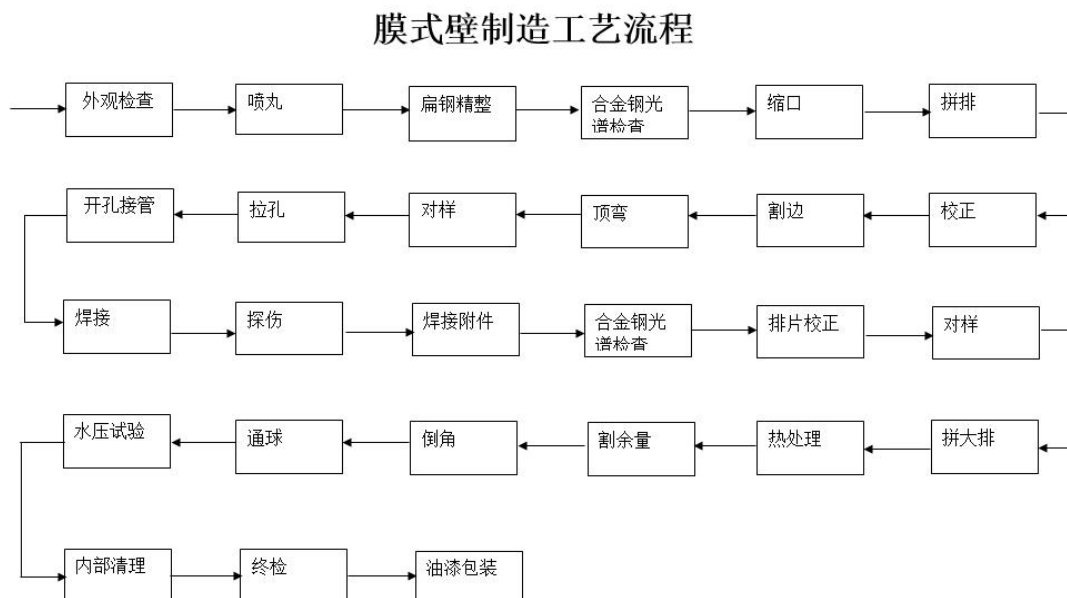 膜式壁制造工艺流程
外观检查
喷丸
扁钢精整
合金钢光
谱检查
缩口
拼排
开孔接管
拉孔
对样
顶弯
割边
校正
焊接
探伤
焊接附件
合金钢光
谱检查
排片校正
对样
水压试验
通球
倒角
割余量
热处理
拼大排
内部清理
终检
油漆包装